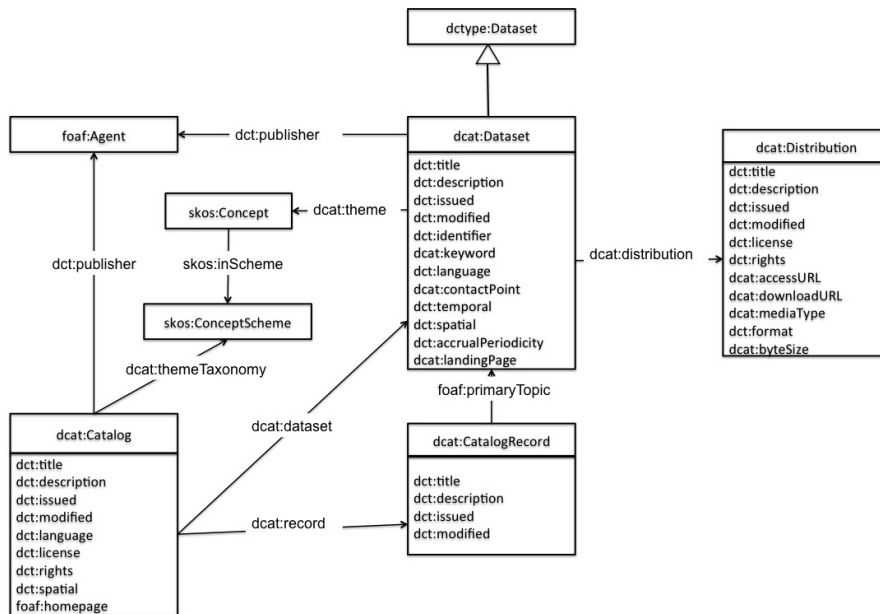 dctype:Dataset
foaf:Agent
dct:publisher
dcat:Dataset
dct:title
dct:description
dct:issued
dct:modified
dct:identifier
dcat:keyword
dct:language
dcat:contactPoint
dct:temporal
dct:spatial
dct:accrualPeriodicity
dcat:landingPage
dcat:distribution
dcat:Distribution
dct:title
dct:description
dct:issued
dct:modified
dct:license
dct:rights
dcat:accessURL
dcat:downloadURL
dcat:mediaType
dct:format
dcat:byteSize
skos:Concept
dcat:theme
dct:publisher
skos:inScheme
skos:ConceptScheme
dcat:themeTaxonomy
foaf:primaryTopic
dcat:Catalog
dct:title
dct:description
dct:issued
dct:modified
dct:language
dct:license
dct:rights
dct:spatial
foaf:homepage
dcat:dataset
dcat:record
dcat:CatalogRecord
dct:title
dct:description
dct:issued
dct:modified